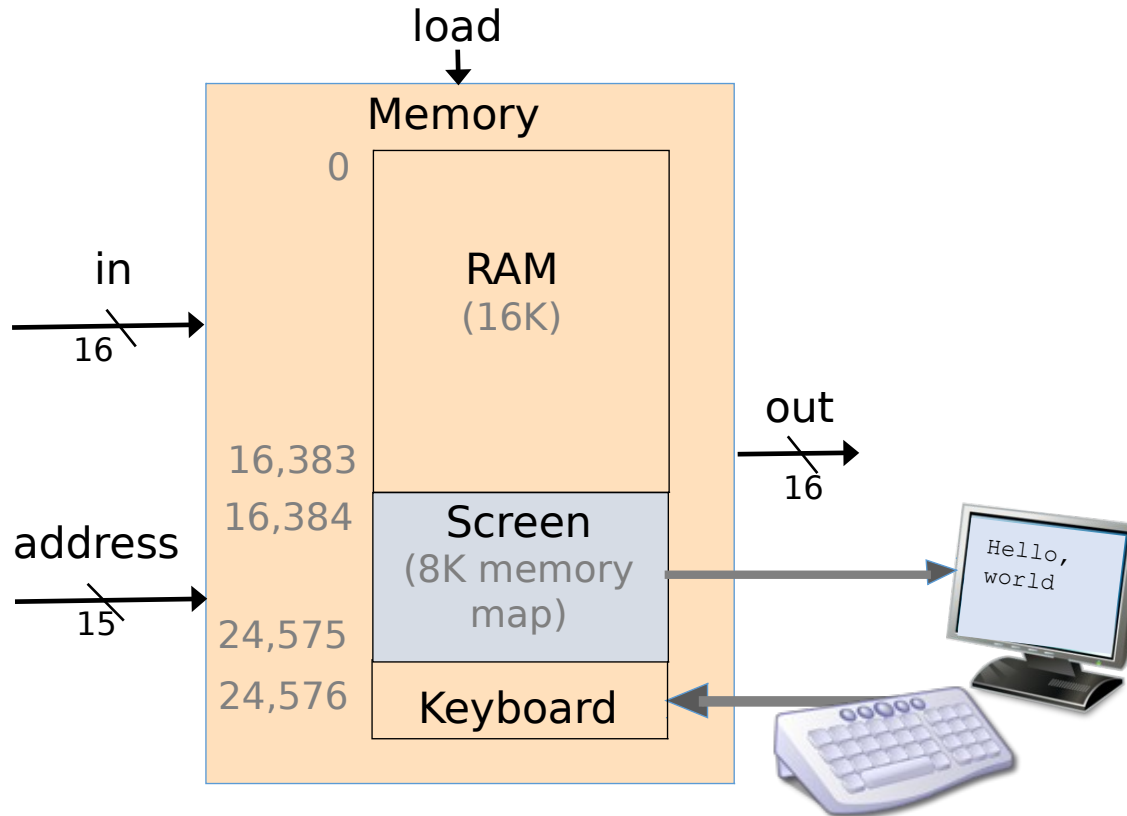 load
Memory
0
in
RAM
(16K)
16
out
16,383
16
16,384
Screen
address
(8K memory
map)
Hello,
world
15
24,575
24,576
Keyboard